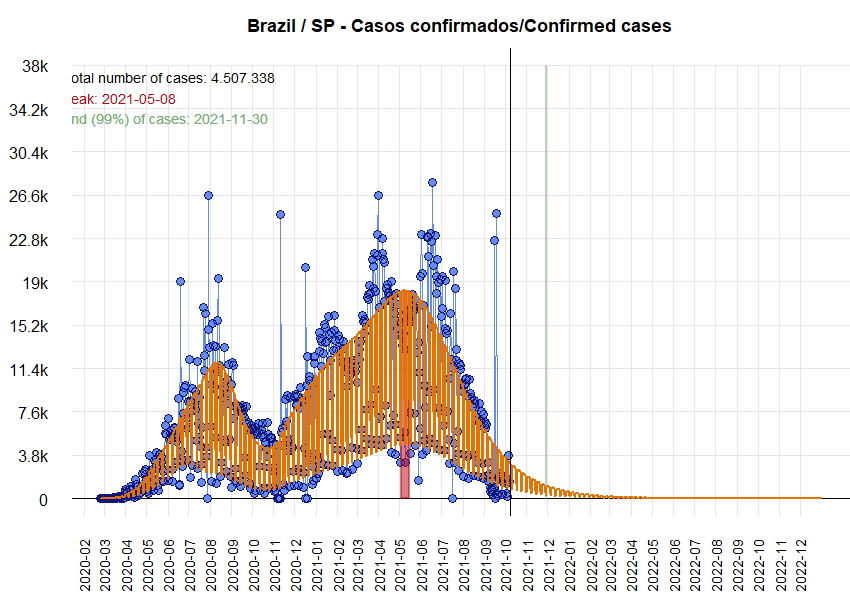 Brazil / SP - Casos confirmados/Confirmed cases
38k
34.2k
30.4k
26.6k
22.8k
19k
15.2k
11.4k
7.6k
3.8k
0
otal number of cases: 4.507.338
eak: 2021-05-08
nd (99%) of cases: 2021-11-30
2020-02
2020-03
2020-04
2020-05
2020-06
2020-07
2020-08
2020-09
2020-10
2020-11
2020-12
2021-01
2021-02
2021-03
2021-04
2021-05
2021-06
2021-07
2021-08
2021-09
2021-10
2021-11
2021-12
2022-01
2022-02
2022-03
2022-04
2022-05
2022-06
2022-07
2022-08
2022-09
2022-10
2022-11
2022-12